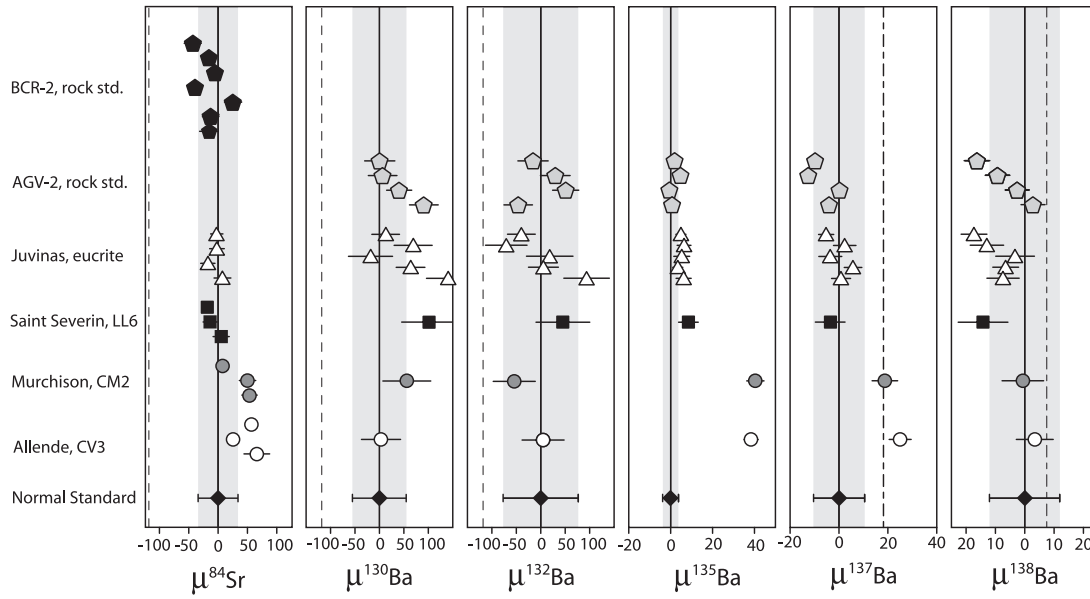 BCR-2, rock std.
AGV-2, rock std.
Juvinas, eucrite
Saint Severin, LL6
Murchison, CM2
Allende, CV3
Normal Standard
-100 -50 0 50 100
-100 -50 0 50 100
-100 -50 0 50 100
0 20 40
-20 0 20 40
20 10 0 10 20
μ⁸⁴Sr μ¹³⁰Ba μ¹³²Ba μ¹³⁵Ba μ¹³⁷Ba μ¹³⁸Ba